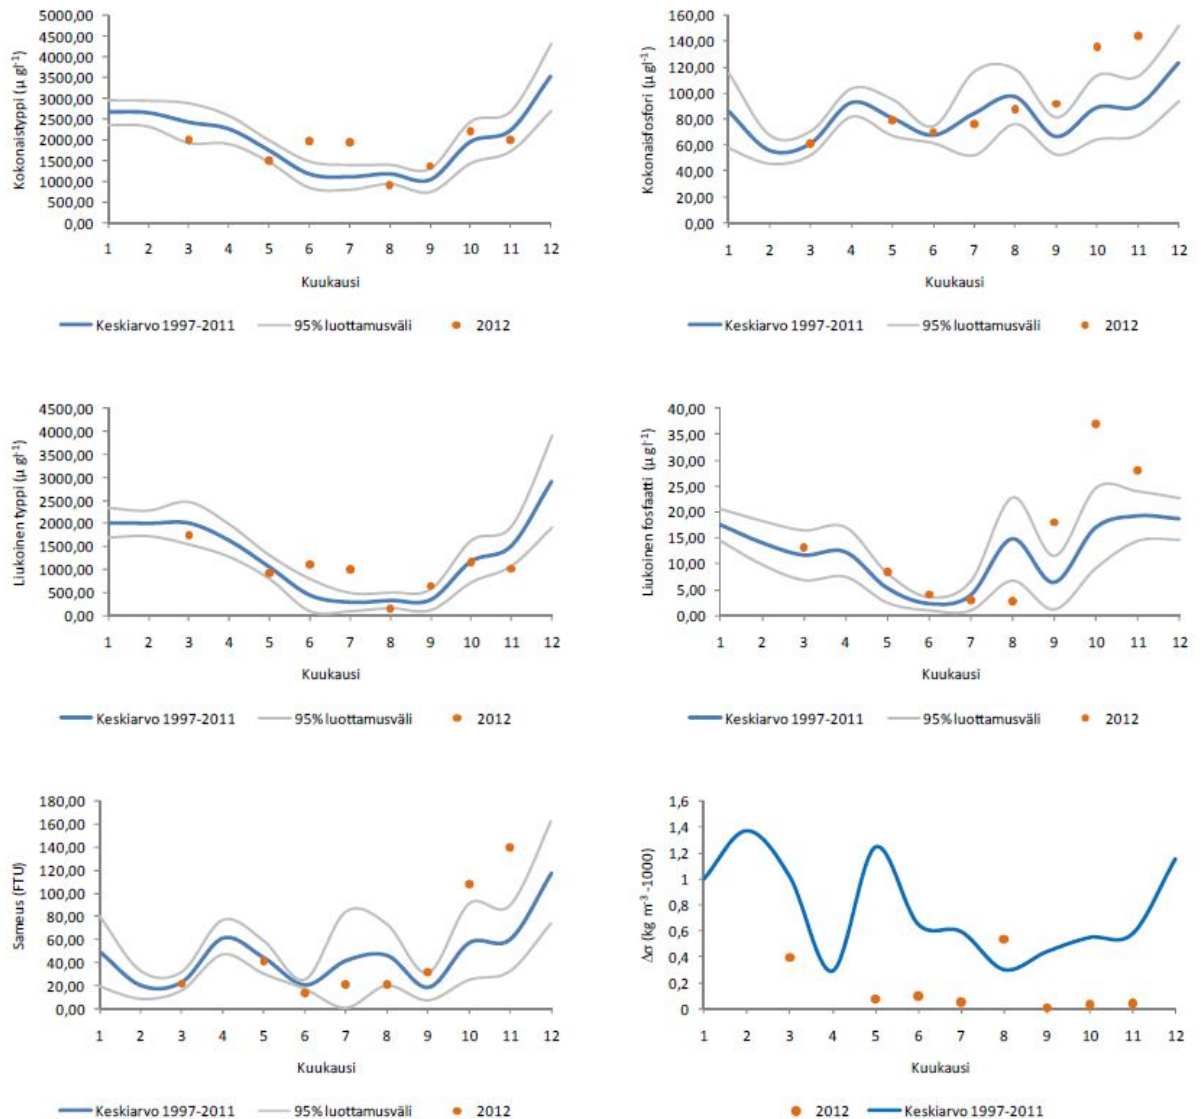 5000,00
4500,00
4000,00
3500,00
3000,00
2500,00
2000,00
1500,00
1000,00
500,00
0,00
Kokonaistyppi (µ gl⁻¹)
1 2 3 4 5 6 7 8 9 10 11 12
Kuukausi
Keskiarvo 1997-2011 95% luottamusväli 2012
160,00
140,00
120,00
100,00
80,00
60,00
40,00
20,00
0,00
Kokonaisfosfori (µ gl⁻¹)
1 2 3 4 5 6 7 8 9 10 11 12
Kuukausi
Keskiarvo 1997-2011 95% luottamusväli 2012
4500,00
4000,00
3500,00
3000,00
2500,00
2000,00
1500,00
1000,00
500,00
0,00
Liukoinen typpi (µ gl⁻¹)
1 2 3 4 5 6 7 8 9 10 11 12
Kuukausi
Keskiarvo 1997-2011 95% luottamusväli 2012
40,00
35,00
30,00
25,00
20,00
15,00
10,00
5,00
0,00
Liukoinen fosfaatti (µ gl⁻¹)
1 2 3 4 5 6 7 8 9 10 11 12
Kuukausi
Keskiarvo 1997-2011 95% luottamusväli 2012
180,00
160,00
140,00
120,00
100,00
80,00
60,00
40,00
20,00
0,00
Sameus (FTU)
1 2 3 4 5 6 7 8 9 10 11 12
Kuukausi
Keskiarvo 1997-2011 95% luottamusväli 2012
1,6
1,4
1,2
1
0,8
0,6
0,4
0,2
0
(kg m⁻³ -1000)
1 2 3 4 5 6 7 8 9 10 11 12
Kuukausi
2012 Keskiarvo 1997-2011